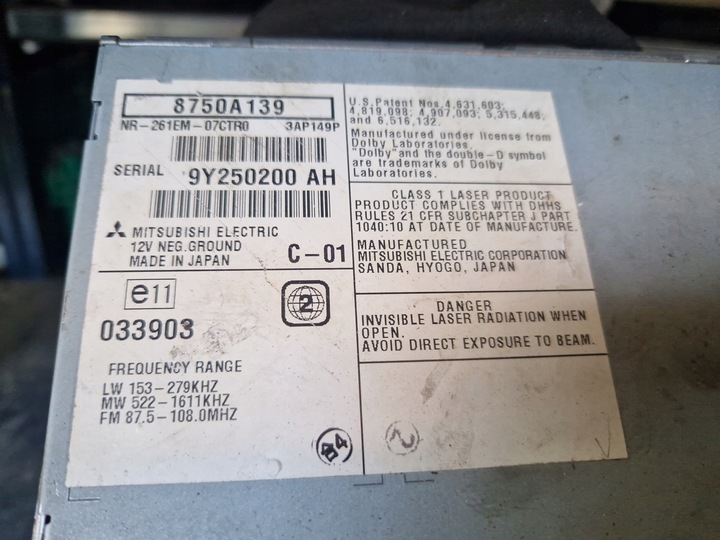 8750A139
NR-261EM-07CTR0 3AP149P
SERIAL
9Y250200 AH
MITSUBISHI ELECTRIC
12V NEG.GROUND
MADE IN JAPAN
C-01
e11
2
033903
FREQUENCY RANGE
LW 153-279KHZ
MW 522-1611KHZ
FM 87.5-108.0MHZ
B4
U.S.Patent Nos.4,631,603;
4,819,098; 4,907,093; 5,315,448;
and 6,516,132.
Manufactured under license from
Dolby Laboratories.
"Dolby"and the double-D symbol
are trademarks of Dolby
Laboratories.
CLASS 1 LASER PRODUCT
PRODUCT COMPLIES WITH DHHS
RULES 21 CFR SUBCHAPTER J PART
1040:10 AT DATE OF MANUFACTURE.
MANUFACTURED
MITSUBISHI ELECTRIC CORPORATION
SANDA, HYOGO, JAPAN
DANGER
INVISIBLE LASER RADIATION WHEN
OPEN.
AVOID DIRECT EXPOSURE TO BEAM.
2